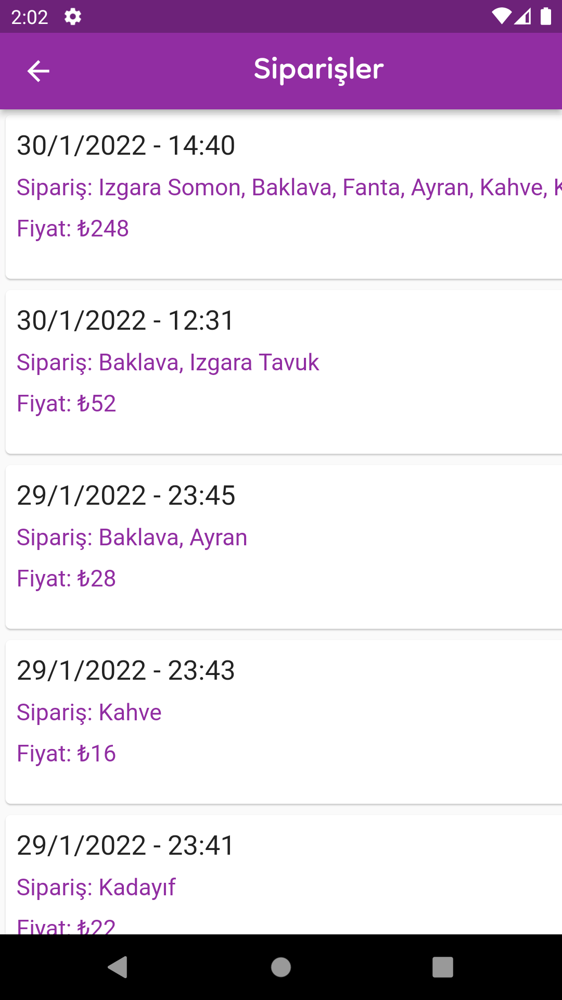 2:02
Siparişler
30/1/2022 - 14:40
Sipariş: Izgara Somon, Baklava, Fanta, Ayran, Kahve,
Fiyat: ₺248
30/1/2022 - 12:31
Sipariş: Baklava, Izgara Tavuk
Fiyat: ₺52
29/1/2022 - 23:45
Sipariş: Baklava, Ayran
Fiyat: ₺28
29/1/2022 - 23:43
Sipariş: Kahve
Fiyat: ₺16
29/1/2022 - 23:41
Sipariş: Kadayıf
Fiyat: ₺22